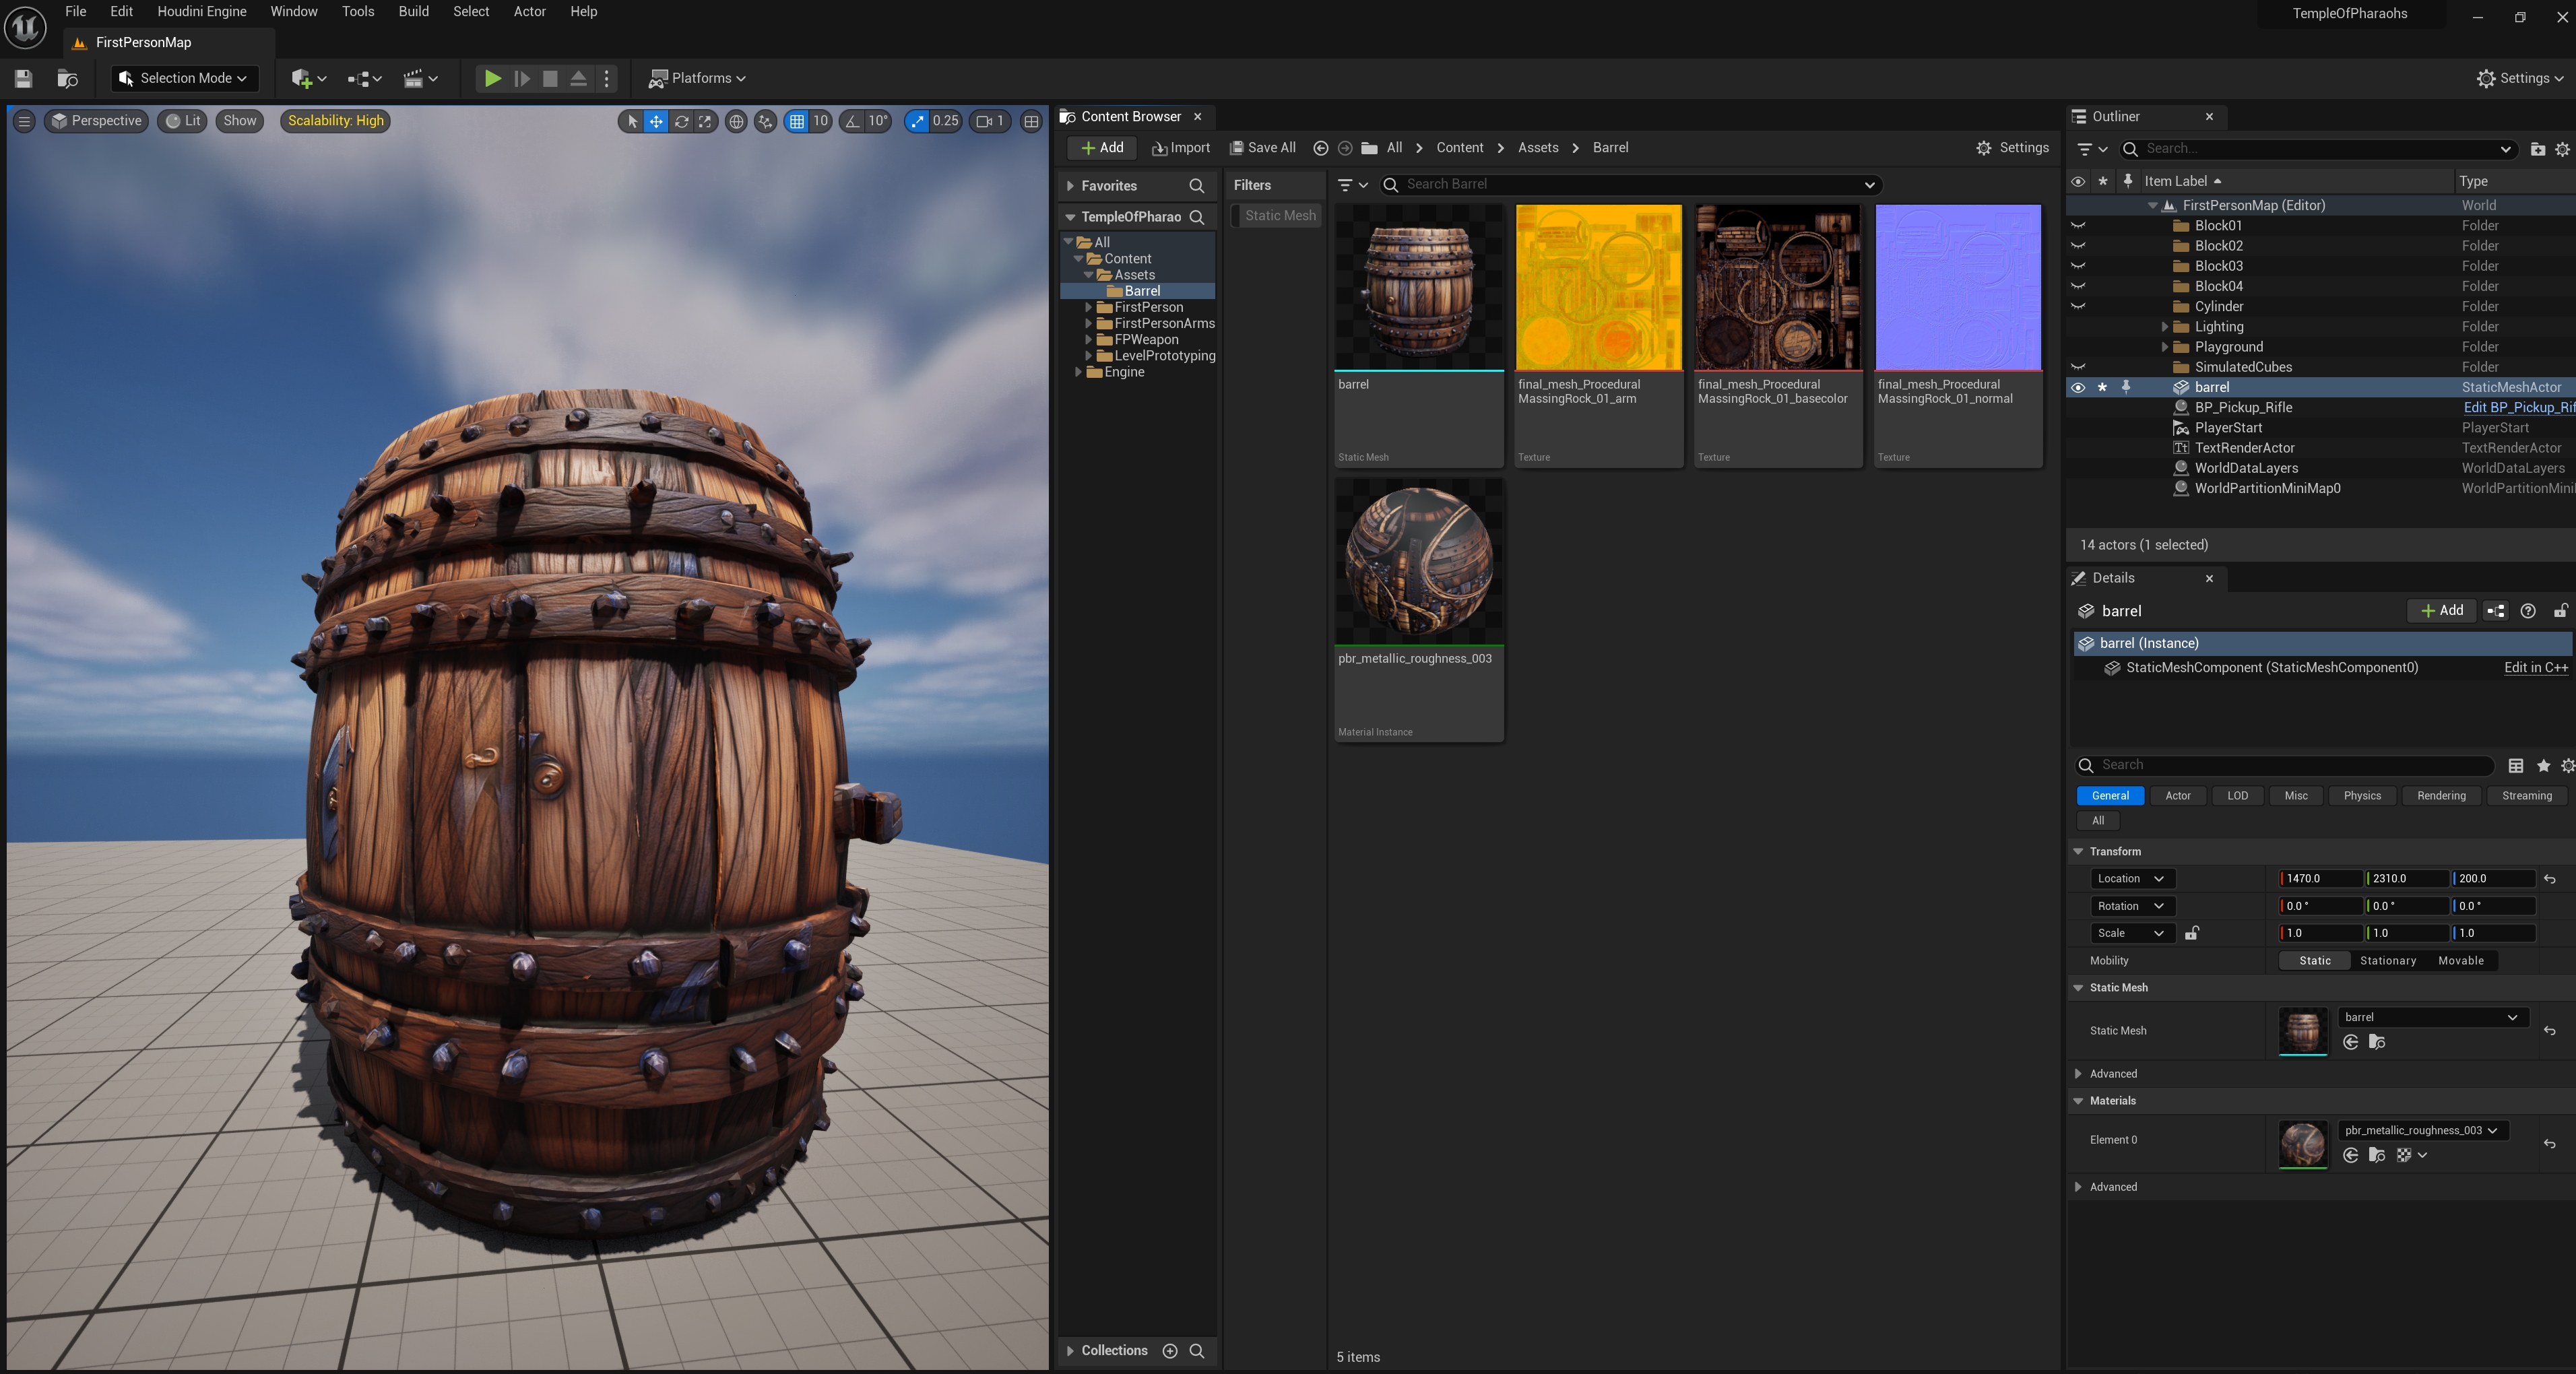 File Edit Houdini Engine Window Tools Build Select Actor Help
TempleOfPharaohs
FirstPersonMap
Selection Mode
Platforms
Settings
Perspective Lit Show Scalability: High 10 10° 0.25 1
Content Browser
Add Import Save All All Content Assets Barrel Settings
Favorites
TempleOfPharao
All
Content
Assets
Barrel
FirstPerson
FirstPersonArms
FPWeapon
LevelPrototyping
Engine
Collections
Filters
Static Mesh
Search Barrel
barrel
Static Mesh
final_mesh_Procedural
MassingRock_01_arm
Texture
final_mesh_Procedural
MassingRock_01_basecolor
Texture
final_mesh_Procedural
MassingRock_01_normal
Texture
pbr_metallic_roughness_003
Material Instance
5 items
Outliner
Search...
Item Label Type
FirstPersonMap (Editor) World
Block01 Folder
Block02 Folder
Block03 Folder
Block04 Folder
Cylinder Folder
Lighting Folder
Playground Folder
SimulatedCubes Folder
barrel StaticMeshActor
BP_Pickup_Rifle Edit BP_Pickup_Rif
PlayerStart PlayerStart
TextRenderActor TextRenderActor
WorldDataLayers WorldDataLayers
WorldPartitionMiniMap0 WorldPartitionMini
14 actors (1 selected)
Details
barrel Add
barrel (Instance)
StaticMeshComponent (StaticMeshComponent0) Edit in C++
Search
General Actor LOD Misc Physics Rendering Streaming
All
Transform
Location 1470.0 2310.0 200.0
Rotation 0.0 ° 0.0 ° 0.0 °
Scale 1.0 1.0 1.0
Mobility Static Stationary Movable
Static Mesh
Static Mesh barrel
Advanced
Materials
Element 0 pbr_metallic_roughness_003
Advanced